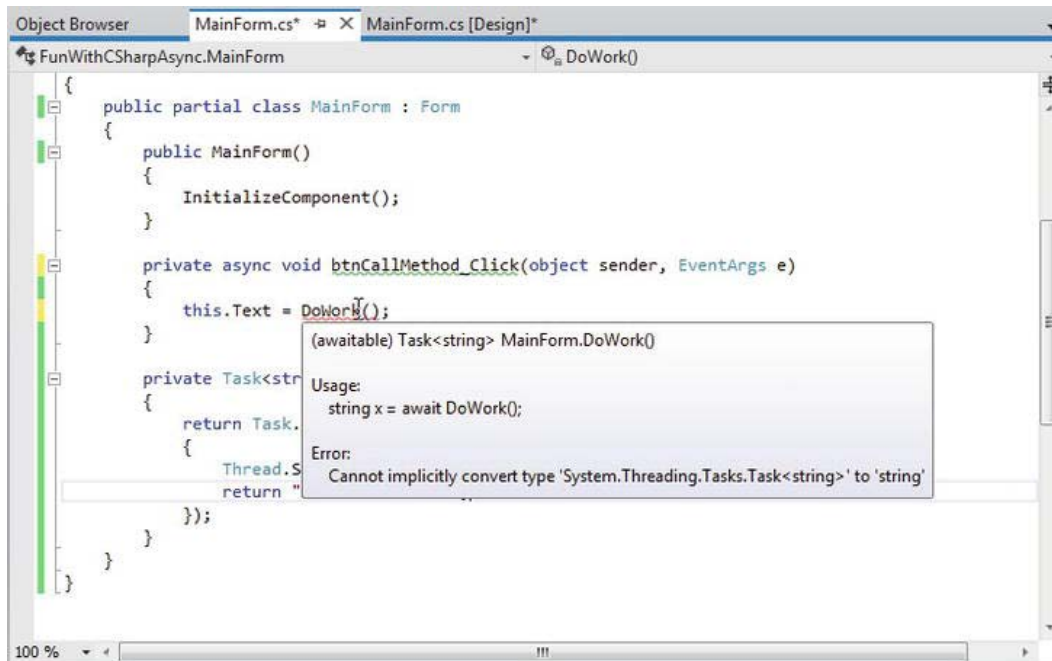 Object Browser MainForm.cs* MainForm.cs [Design]*
FunWithCSharpAsync.MainForm DoWork()
{
public partial class MainForm : Form
{
public MainForm()
{
InitializeComponent();
}
private async void btnCallMethod_Click(object sender, EventArgs e)
{
this.Text = DoWork();
}
(awaitable) Task<string> MainForm.DoWork()
Usage:
string x = await DoWork();
Error:
Cannot implicitly convert type 'System.Threading.Tasks.Task<string>' to 'string'
private Task<str
{
return Task.
{
Thread.S
return "
});
}
}
}
100 %